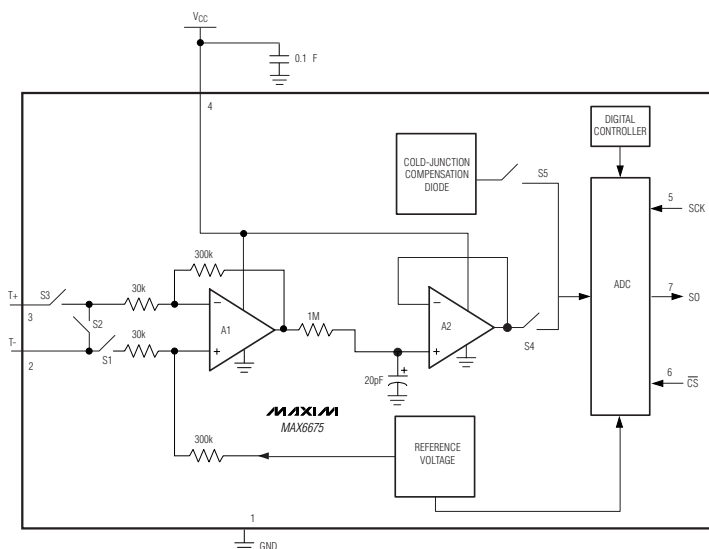 VCC
0.1 F
4
DIGITAL
CONTROLLER
COLD-JUNCTION
COMPENSATION
DIODE
S5
5
SCK
300k
ADC
7
SO
T+
S3
30k
3
S2
A1
1M
A2
T-
S1
30k
S4
2
20pF
6
CS
MAXIM
MAX6675
300k
REFERENCE
VOLTAGE
1
GND